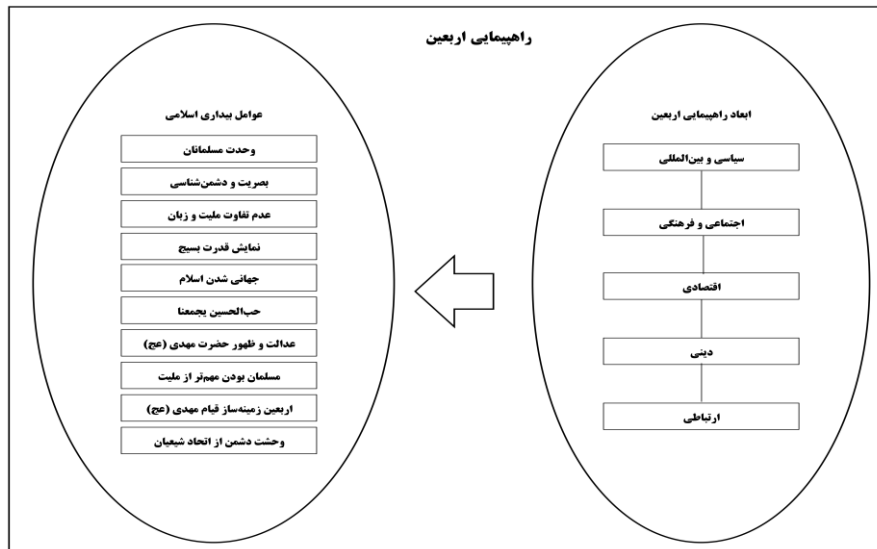 راهپیمایی اربعین
ابعاد راهپیمایی اربعین
سیاسی و بین‌المللی
اجتماعی و فرهنگی
اقتصادی
دینی
ارتباطی
عوامل بیداری اسلامی
وحدت مسلمانان
بصریت و دشمن‌شناسی
عدم تفاوت ملیت و زبان
نمایش قدرت بسیج
جهانی شدن اسلام
حب‌الحسین یجمعنا
عدالت و ظهور حضرت مهدی (عج)
مسلمان بودن مهم‌تر از ملیت
اربعین زمینه‌ساز قیام مهدی (عج)
وحشت دشمن از اتحاد شیعیان